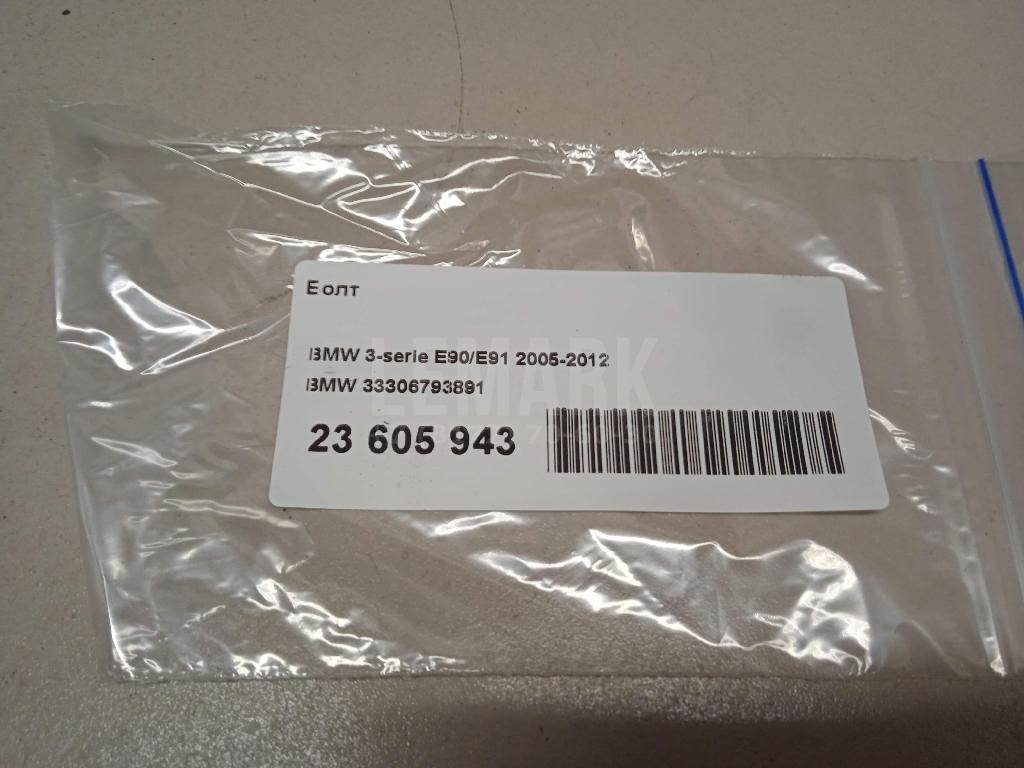 Болт
BMW 3-serie E90/E91 2005-2012
BMW 33306793891
23 605 943
LEMARK